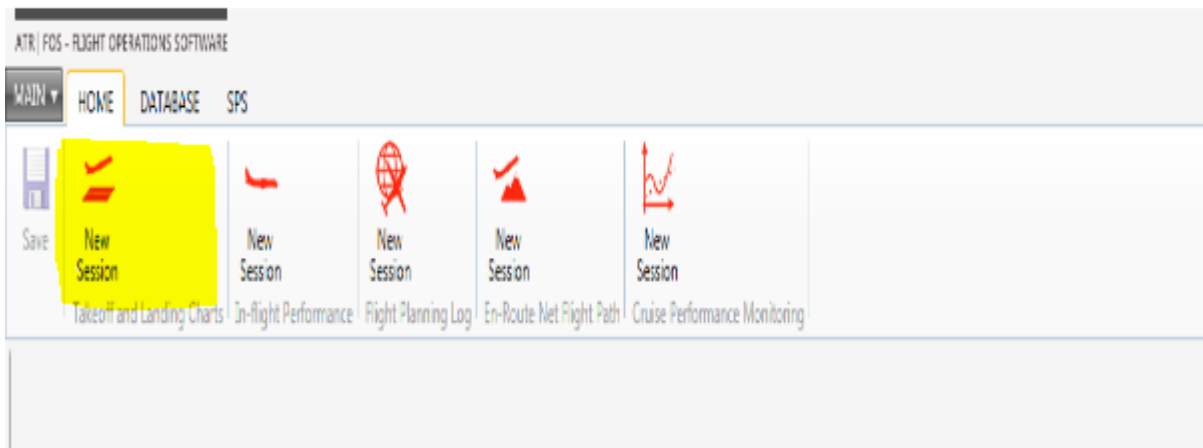 ATR | FOS - FLIGHT OPERATIONS SOFTWARE
MAIN HOME DATABASE SPS
Save New Session New Session New Session New Session New Session
Takeoff and Landing Charts In-flight Performance Flight Planning Log En-Route Net Flight Path Cruise Performance Monitoring